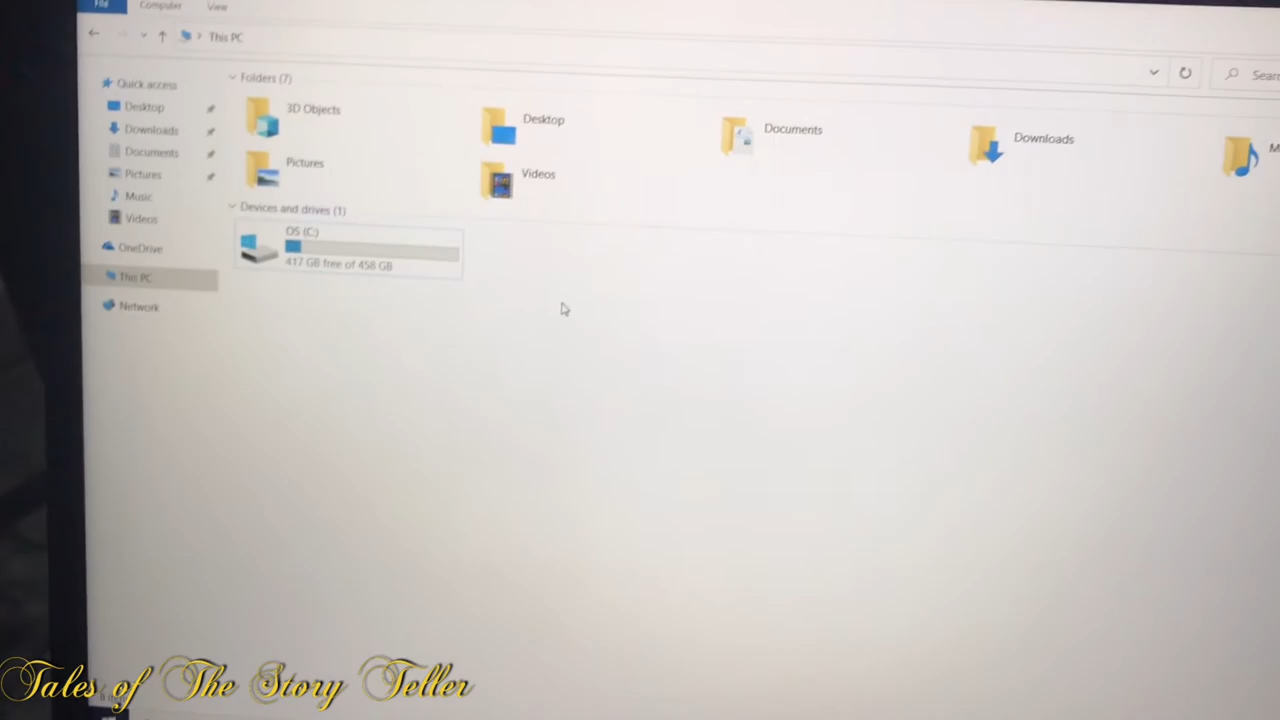 File Computer View
This PC
Sear
Quick access
Desktop
Downloads
Documents
Pictures
Music
Videos
OneDrive
This PC
Network
Folders (7)
3D Objects
Desktop
Documents
Downloads
M
Pictures
Videos
Devices and drives (1)
OS (C:)
417 GB free of 458 GB
Tales of The Story Teller